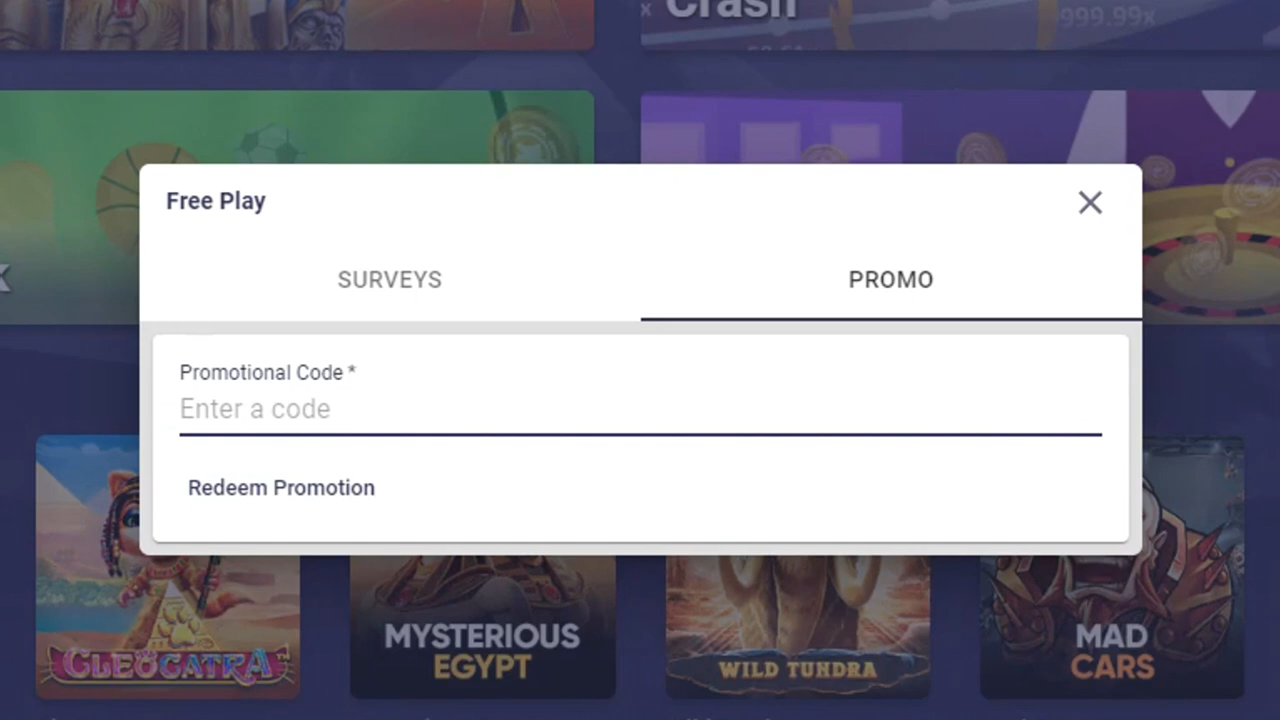 Crash
999.99x
Free Play
SURVEYS
PROMO
Promotional Code *
Enter a code
Redeem Promotion
CLEOCATRA
MYSTERIOUS
EGYPT
WILD TUNDRA
MAD
CARS